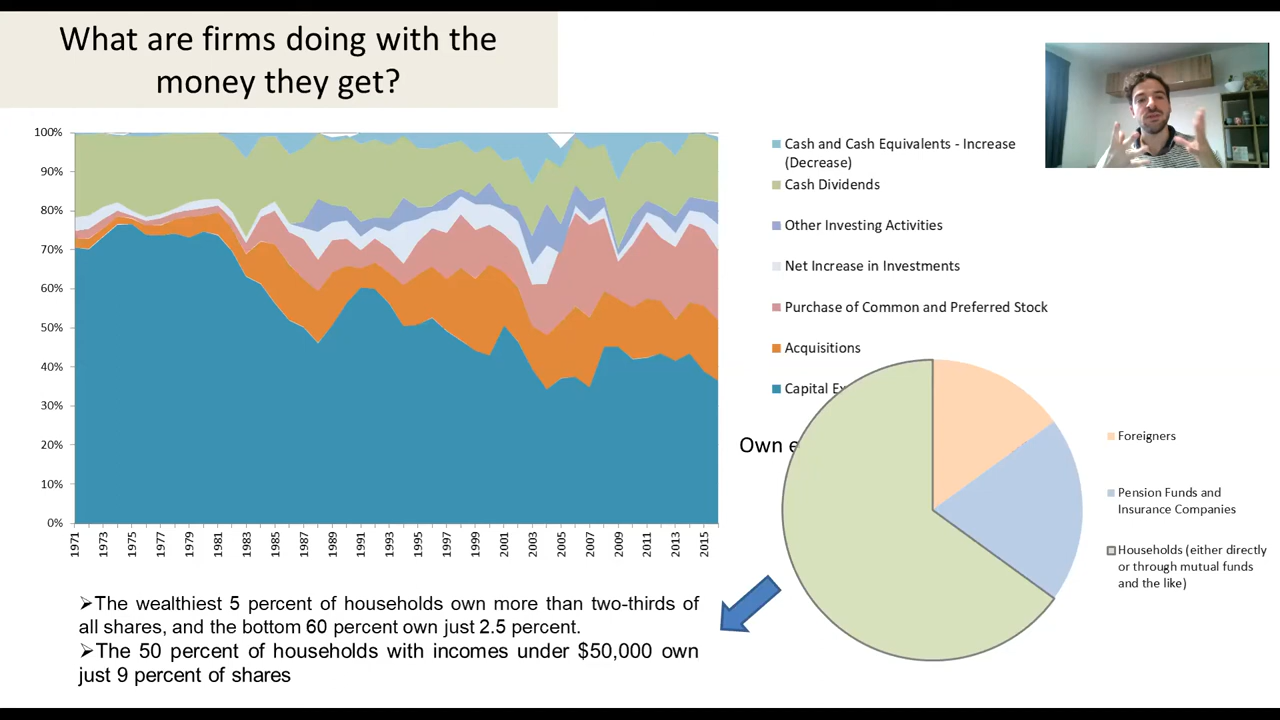 What are firms doing with the
money they get?
100%
90%
80%
70%
60%
50%
40%
30%
20%
10%
0%
1971
1973
1975
1977
1979
1981
1983
1985
1987
1989
1991
1993
1995
1997
1999
2001
2003
2005
2007
2009
2011
2013
2015
Cash and Cash Equivalents - Increase
(Decrease)
Cash Dividends
Other Investing Activities
Net Increase in Investments
Purchase of Common and Preferred Stock
Acquisitions
Capital
Own
Foreigners
Pension Funds and
Insurance Companies
Households (either directly
or through mutual funds
and the like)
➢The wealthiest 5 percent of households own more than two-thirds of
all shares, and the bottom 60 percent own just 2.5 percent.
➢The 50 percent of households with incomes under $50,000 own
just 9 percent of shares